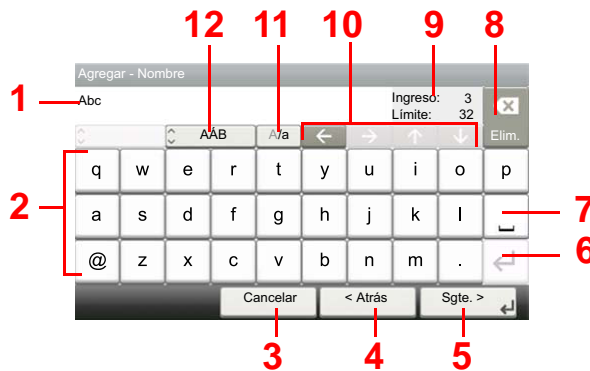 12 11 10 9 8
Agregar - Nombre
1 Abc Ingreso: 3
Límite: 32
AÁB A/a ← → ↑ ↓ Elim.
q w e r t y u i o p
2 a s d f g h j k l 7
@ z x c v b n m . 6
Cancelar < Atrás Sgte. >
3 4 5